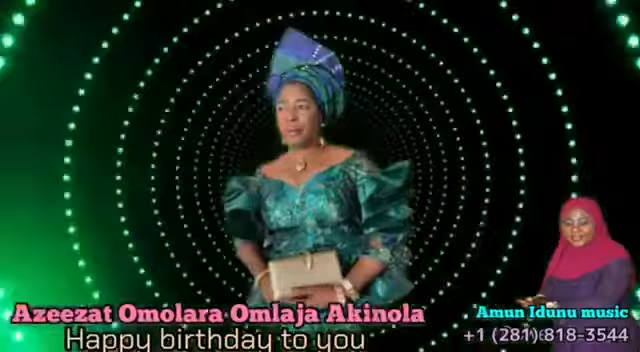 Azeezat Omolara Omlaja Akinola
Happy birthday to you
Amun Idunu music
+1 (281) 818-3544